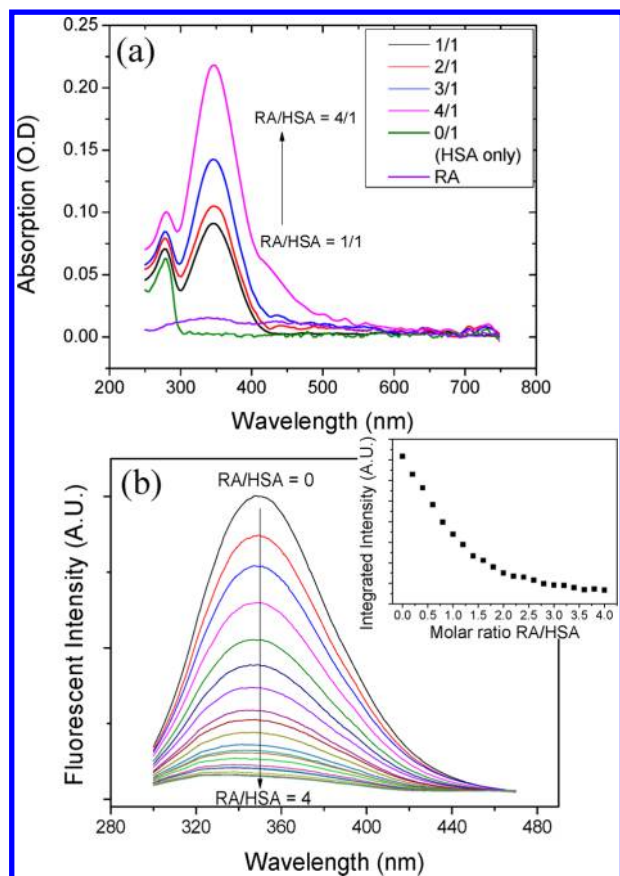 (a)
0.25
0.20
0.15
0.10
0.05
0.00
Absorption (O.D)
1/1
2/1
3/1
4/1
0/1
(HSA only)
RA
RA/HSA = 4/1
RA/HSA = 1/1
200 300 400 500 600 700 800
Wavelength (nm)
(b)
Fluorescent Intensity (A.U.)
RA/HSA = 0
RA/HSA = 4
280 320 360 400 440 480
Wavelength (nm)
Integrated Intensity (A.U.)
0.0 0.5 1.0 1.5 2.0 2.5 3.0 3.5 4.0
Molar ratio RA/HSA